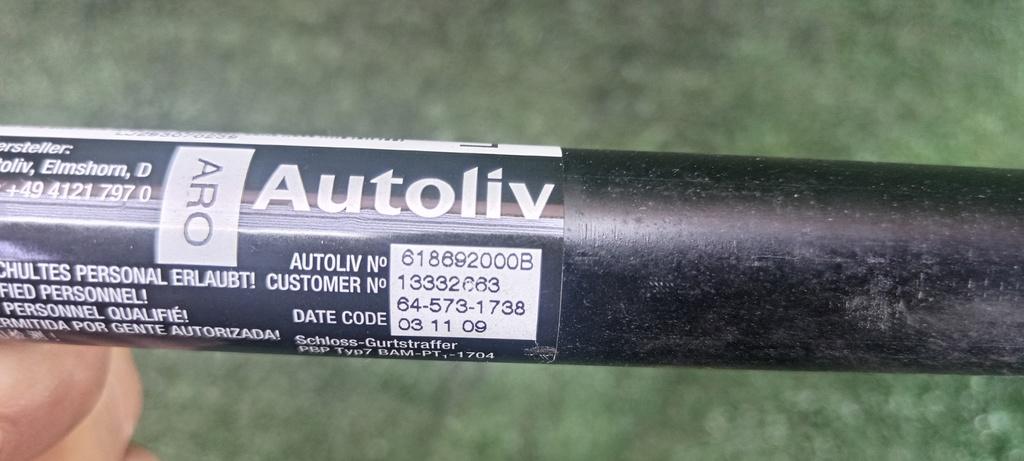 ersteller:
toliv, Elmshorn, D
+49 4121 797 0
ARO
Autoliv
AUTOLIV Nº 618692000B
CUSTOMER Nº 13332663
64-573-1738
DATE CODE 03 11 09
CHULTES PERSONAL ERLAUBT!
FIED PERSONNEL!
PERSONNEL QUALIFIÉ!
ERMITIDA POR GENTE AUTORIZADA!
Schloss-Gurtstraffer
PBP Typ7 BAM-PT₁-1704